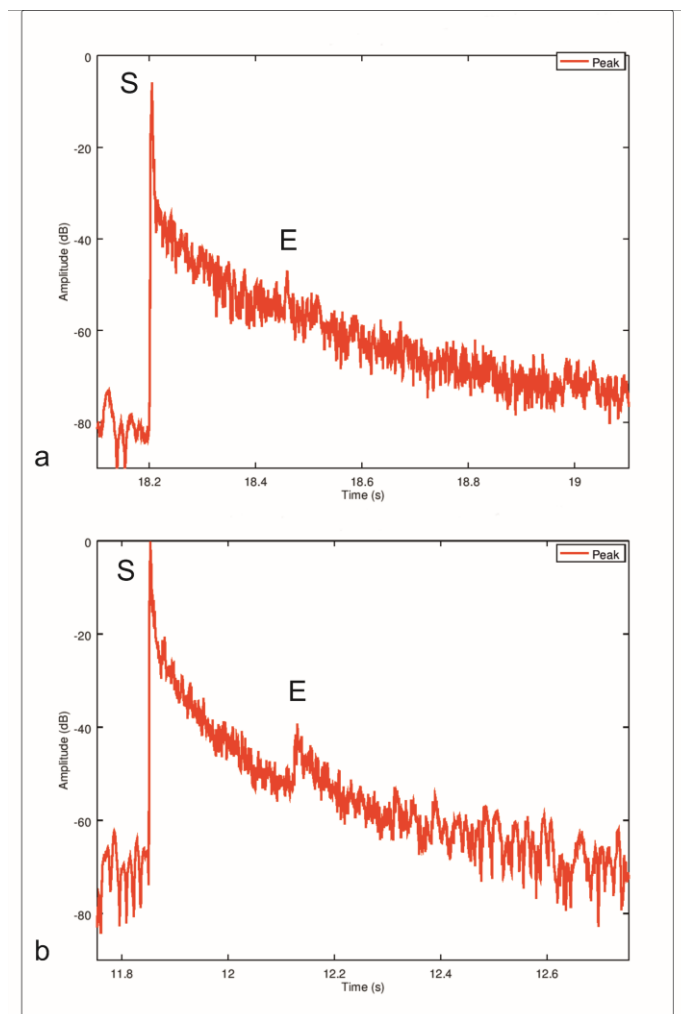 0
Peak
S
-20
E
-40
Amplitude (dB)
-60
-80
a
18.2 18.4 18.6 18.8 19
Time (s)
0
Peak
S
-20
E
-40
Amplitude (dB)
-60
-80
b
11.8 12 12.2 12.4 12.6
Time (s)